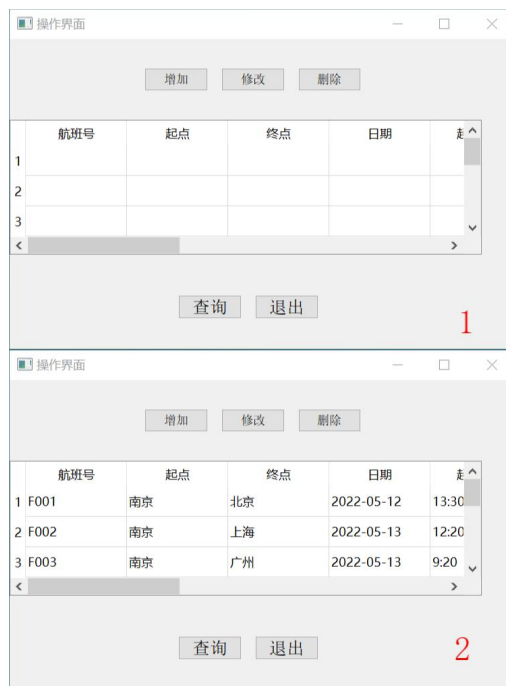 操作界面
增加 修改 删除
航班号 起点 终点 日期
1
2
3
查询 退出
1
操作界面
增加 修改 删除
航班号 起点 终点 日期
1 F001 南京 北京 2022-05-12 13:30
2 F002 南京 上海 2022-05-13 12:20
3 F003 南京 广州 2022-05-13 9:20
查询 退出
2